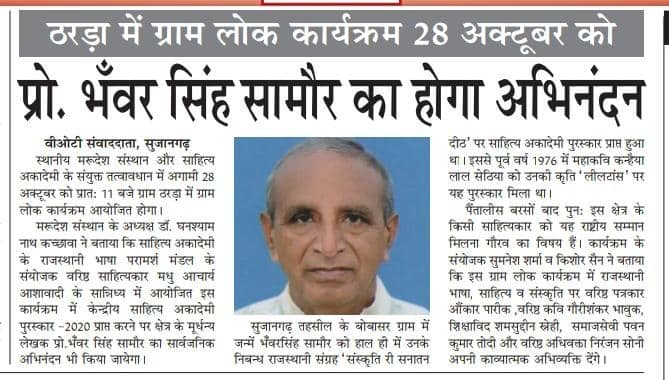 ठरड़ा में ग्राम लोक कार्यक्रम 28 अक्टूबर को
प्रो. भँवर सिंह सामौर का होगा अभिनंदन
वीओटी संवाददाता, सुजानगढ़
स्थानीय मरूदेश संस्थान और साहित्य
अकादेमी के संयुक्त तत्वावधान में अगामी 28
अक्टूबर को प्रात: 11 बजे ग्राम ठरड़ा में ग्राम
लोक कार्यक्रम आयोजित होगा।
मरूदेश संस्थान के अध्यक्ष डॉ. घनश्याम
नाथ कच्छावा ने बताया कि साहित्य अकादेमी
के राजस्थानी भाषा परामर्श मंडल के
संयोजक वरिष्ठ साहित्यकार मधु आचार्य
आशावादी के सान्निध्य में आयोजित इस
कार्यक्रम में केन्द्रीय साहित्य अकादेमी
पुरस्कार -2020 प्राप्त करने पर क्षेत्र के मूर्धन्य
लेखक प्रो.भँवर सिंह सामौर का सार्वजनिक
अभिनंदन भी किया जायेगा।
सुजानगढ़ तहसील के बोबासर ग्राम में
जन्में भँवरसिंह सामौर को हाल ही में उनके
निबन्ध राजस्थानी संग्रह 'संस्कृति री सनातन
दीठ' पर साहित्य अकादेमी पुरस्कार प्राप्त हुआ
था। इससे पूर्व वर्ष 1976 में महाकवि कन्हैया
लाल सेठिया को उनकी कृति 'लीलटांस' पर
यह पुरस्कार मिला था।
पैंतालीस बरसों बाद पुन: इस क्षेत्र के
किसी साहित्यकार को यह राष्ट्रीय सम्मान
मिलना गौरव का विषय हैं। कार्यक्रम के
संयोजक सुमनेश शर्मा व किशोर सैन ने बताया
कि इस ग्राम लोक कार्यक्रम में राजस्थानी
भाषा, साहित्य व संस्कृति पर वरिष्ठ पत्रकार
ओंकार पारीक ,वरिष्ठ कवि गौरीशंकर भावुक,
शिक्षाविद शमसुद्दीन स्नेही, समाजसेवी पवन
कुमार तोदी और वरिष्ठ अधिवक्ता निरंजन सोनी
अपनी काव्यात्मक अभिव्यक्ति देंगे।